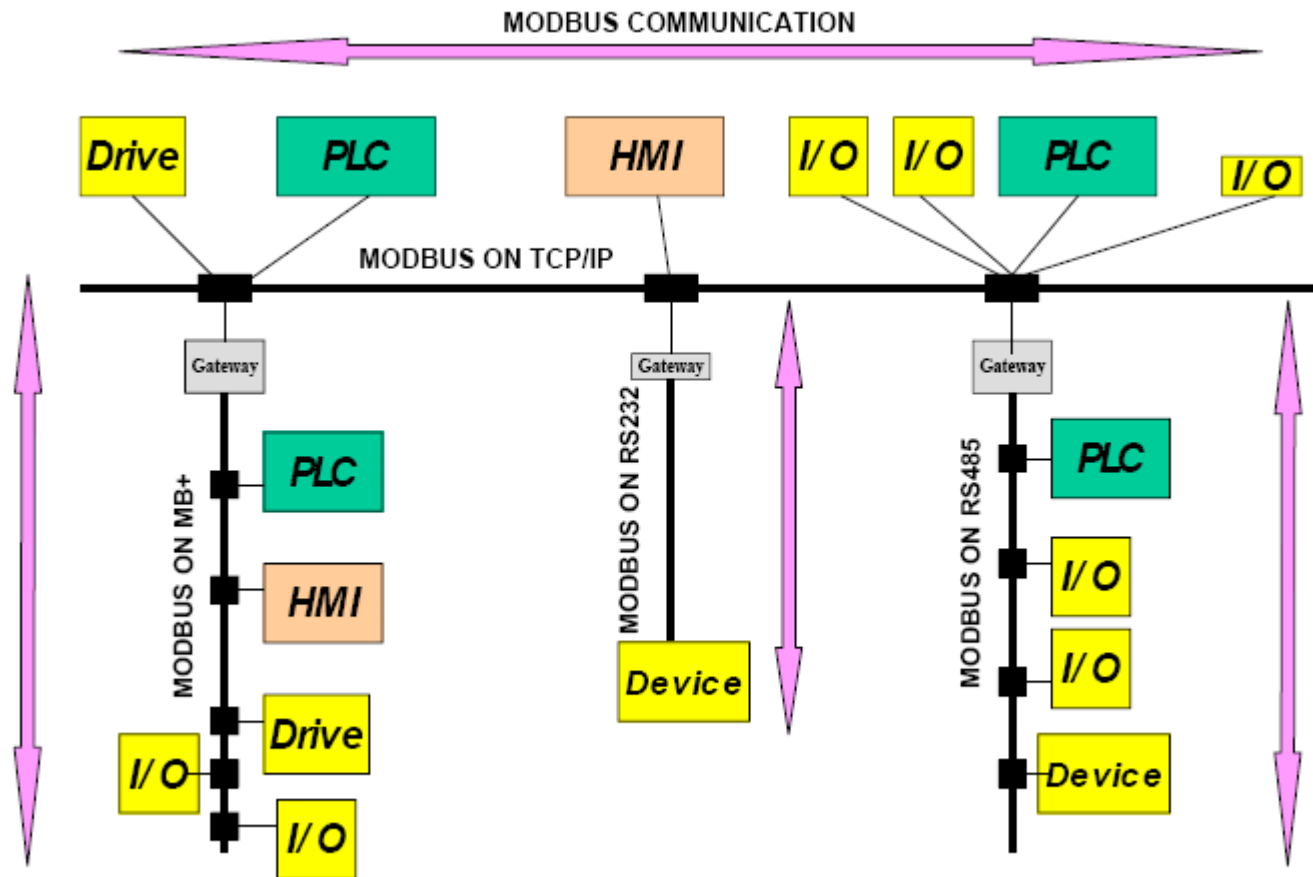 MODBUS COMMUNICATION
Drive
PLC
HMI
I/O
I/O
PLC
I/O
MODBUS ON TCP/IP
Gateway
Gateway
Gateway
MODBUS ON MB+
PLC
HMI
Drive
I/O
I/O
MODBUS ON RS232
Device
MODBUS ON RS485
PLC
I/O
I/O
Device